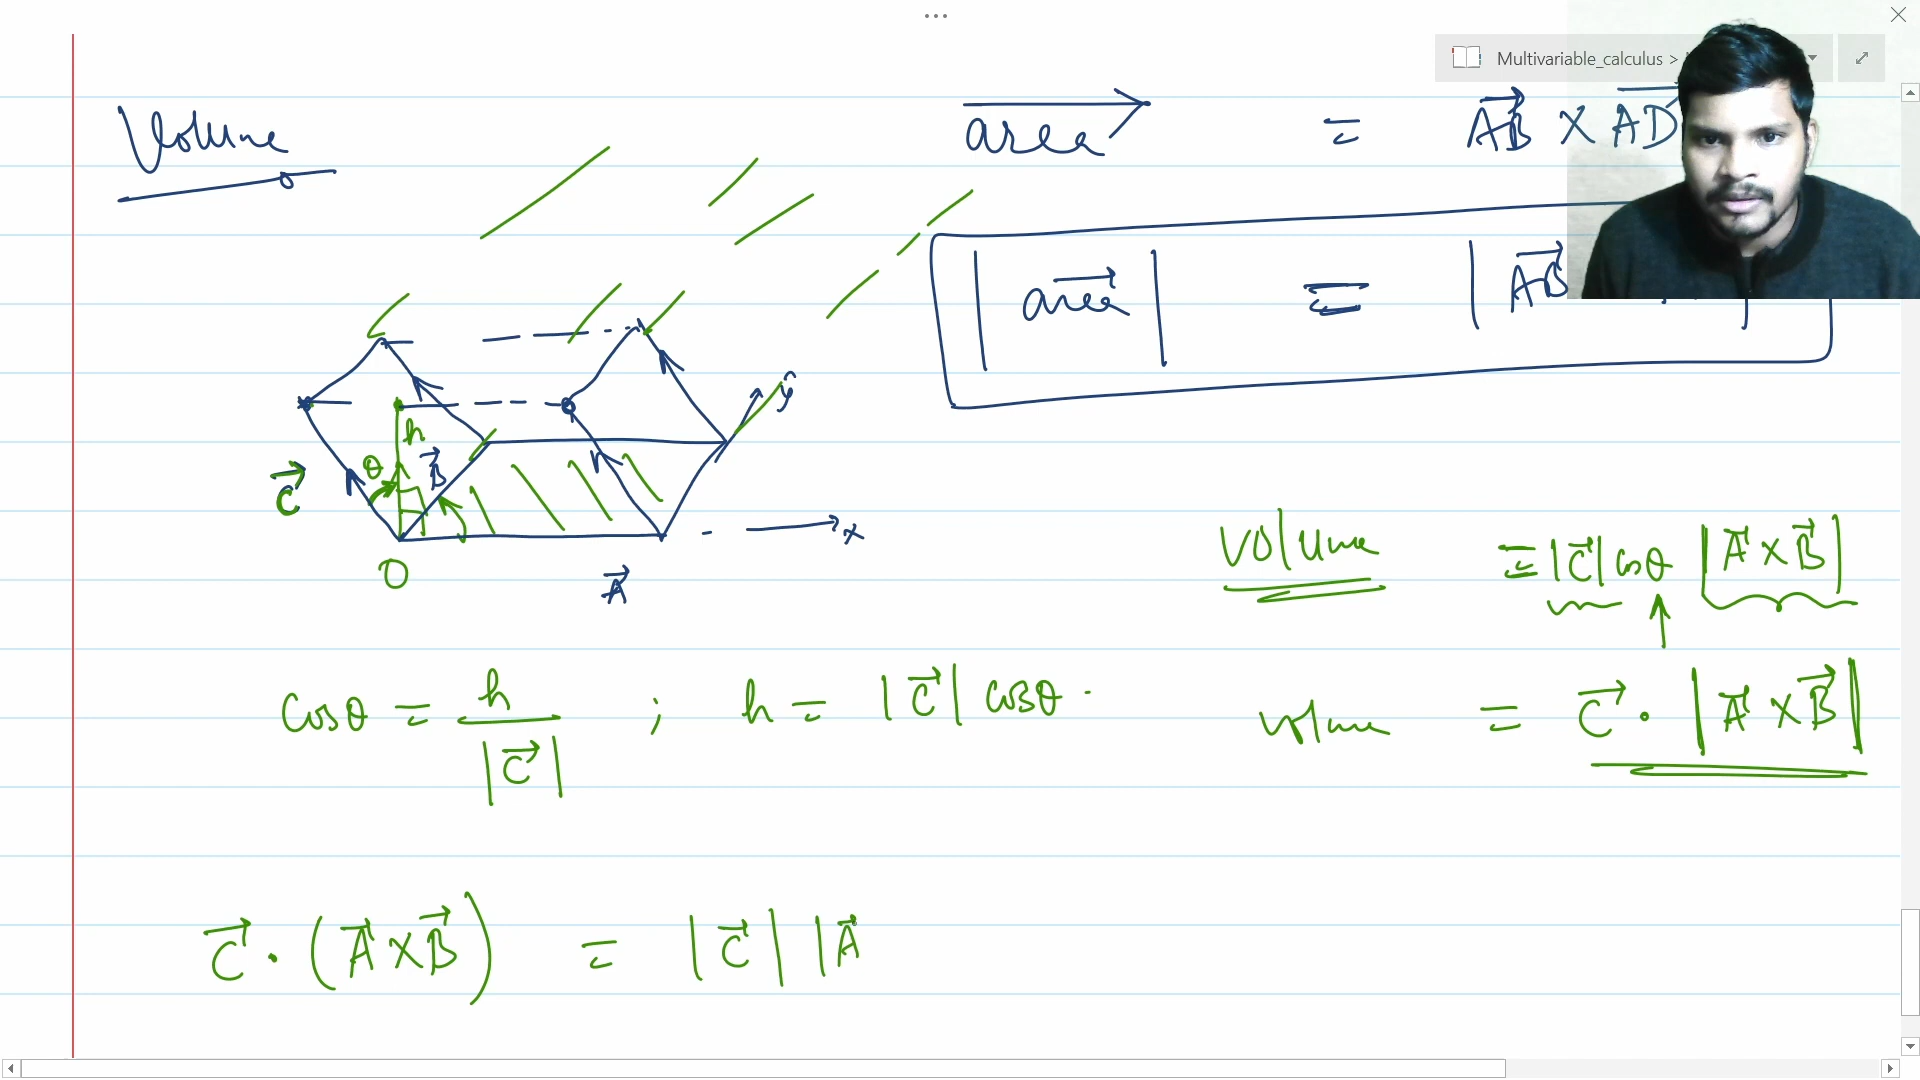 Multivariable_calculus >
Volume
area⃗ = AB⃗ × AD⃗
|area⃗| = |AB⃗
ŷ
h
θ
B⃗
C⃗
x
O
A⃗
volume = |C⃗| cosθ |A⃗ × B⃗|
cosθ = h / |C⃗| ; h = |C⃗| cosθ .
volume = C⃗ · |A⃗ × B⃗|
C⃗ · (A⃗ × B⃗) = |C⃗| |A⃗